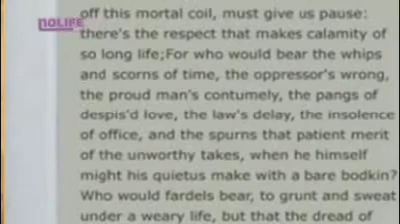 off this mortal coil, must give us pause:
nolife
there's the respect that makes calamity of
so long life;For who would bear the whips
and scorns of time, the oppressor's wrong,
the proud man's contumely, the pangs of
despis'd love, the law's delay, the insolence
of office, and the spurns that patient merit
of the unworthy takes, when he himself
might his quietus make with a bare bodkin?
Who would fardels bear, to grunt and sweat
under a weary life, but that the dread of